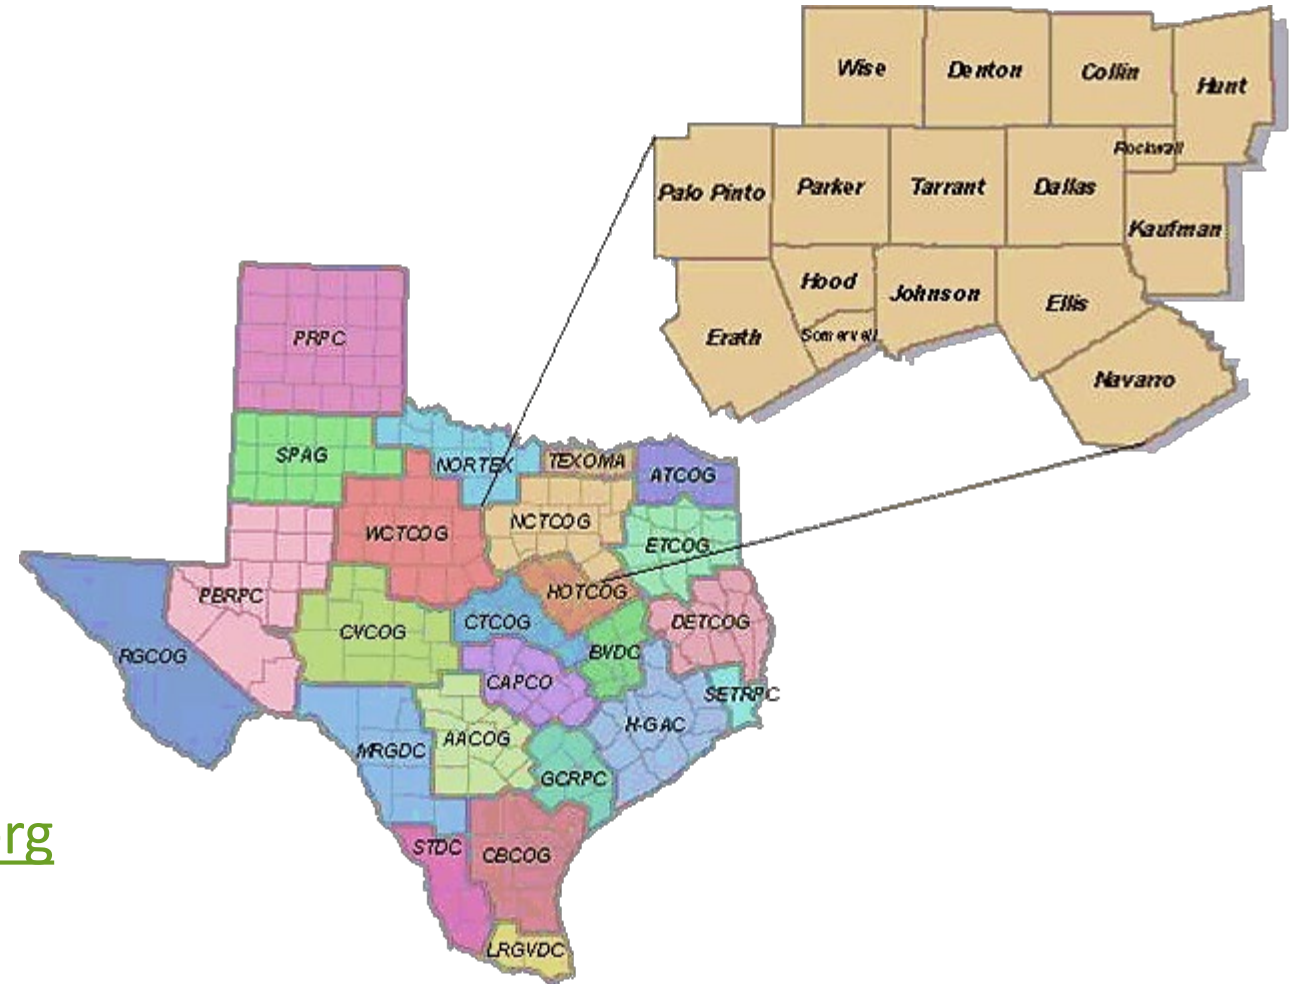 Wise
Denton
Collin
Hunt
Rockwall
Palo Pinto
Parker
Tarrant
Dallas
Kaufman
Hood
Johnson
Ellis
Erath
Somervell
Navarro
PRPC
SPAG
NORTEX
TEXOMA
ATCOG
WCTCOG
NCTCOG
ETCOG
HOTCOG
PBRPC
CTCOG
DETCOG
CVCOG
BVDC
RGCOG
CAPCO
SETRPC
H-GAC
AACOG
MRGDC
GCRPC
rg
STDC
CBCOG
LRGVDC